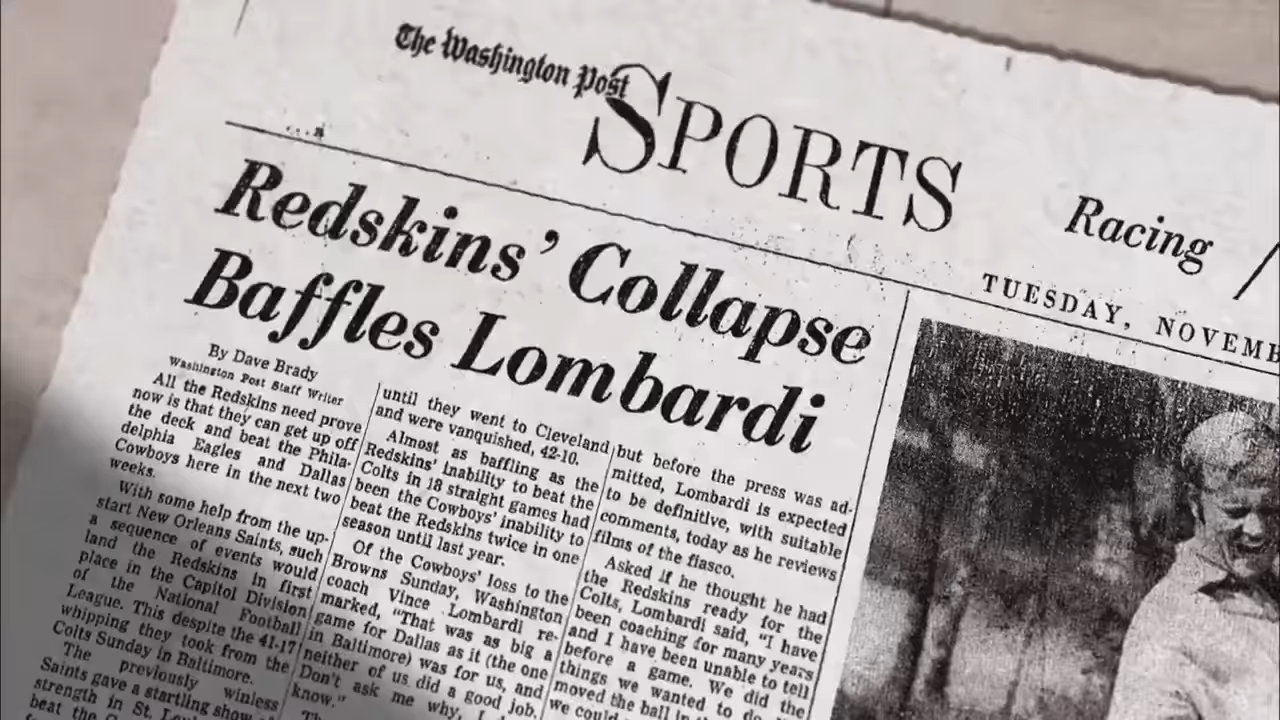 The Washington Post
SPORTS
Racing
TUESDAY, NOVEMB
Redskins' Collapse
Baffles Lombardi
By Dave Brady
Washington Post Staff Writer
All the Redskins need prove
now is that they can get up off
the deck and beat the Phila-
delphia Eagles and Dallas
Cowboys here in the next two
weeks.
With some help from the up-
start New Orleans Saints, such
a sequence of events would
land the Redskins in first
place in the Capitol Division
of the National Football
League. This despite the 41-17
whipping they took from the
Colts Sunday in Baltimore.
The previously winless
Saints gave a startling show of
strength in St. Lou
beat the
until they went to Cleveland
and were vanquished, 42-10.
Almost as baffling as the
Redskins' inability to beat the
Colts in 18 straight games had
been the Cowboys' inability to
beat the Redskins twice in one
season until last year.
Of the Cowboys' loss to the
Browns Sunday, Washington
coach Vince Lombardi re-
marked, "That was as big a
game for Dallas as it (the one
in Baltimore) was for us, and
neither of us did a good job.
Don't ask me why, I
know."
but before the press was ad-
mitted, Lombardi is expected
to be definitive, with suitable
comments, today as he reviews
films of the fiasco.
Asked if he thought he had
the Redskins ready for the
Colts, Lombardi said, "I have
been coaching for many years
and I have been unable to tell
before a game. We did the
things we wanted to do
moved the ball in
we could